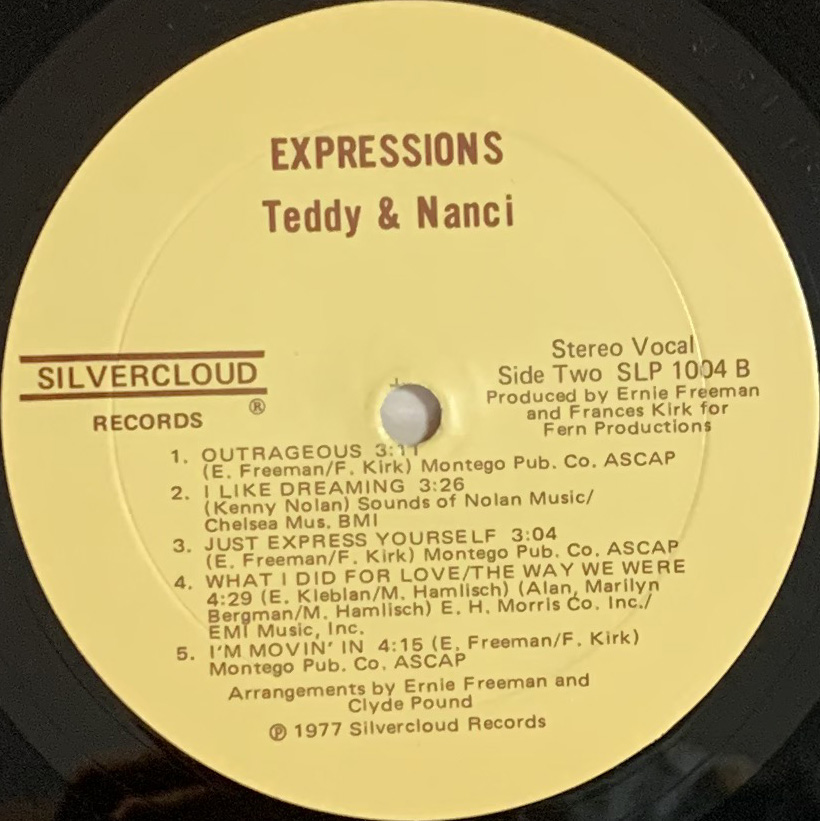 EXPRESSIONS
Teddy & Nanci
SILVERCLOUD
RECORDS ®
Stereo Vocal
Side Two SLP 1004 B
Produced by Ernie Freeman
and Frances Kirk for
Fern Productions
1. OUTRAGEOUS 3:11
(E. Freeman/F. Kirk) Montego Pub. Co. ASCAP
2. I LIKE DREAMING 3:26
(Kenny Nolan) Sounds of Nolan Music/
Chelsea Mus. BMI
3. JUST EXPRESS YOURSELF 3:04
(E. Freeman/F. Kirk) Montego Pub. Co. ASCAP
4. WHAT I DID FOR LOVE/THE WAY WE WERE
4:29 (E. Kleblan/M. Hamlisch) (Alan, Marilyn
Bergman/M. Hamlisch) E. H. Morris Co. Inc./
EMI Music, Inc.
5. I'M MOVIN' IN 4:15 (E. Freeman/F. Kirk)
Montego Pub. Co. ASCAP
Arrangements by Ernie Freeman and
Clyde Pound
℗ 1977 Silvercloud Records